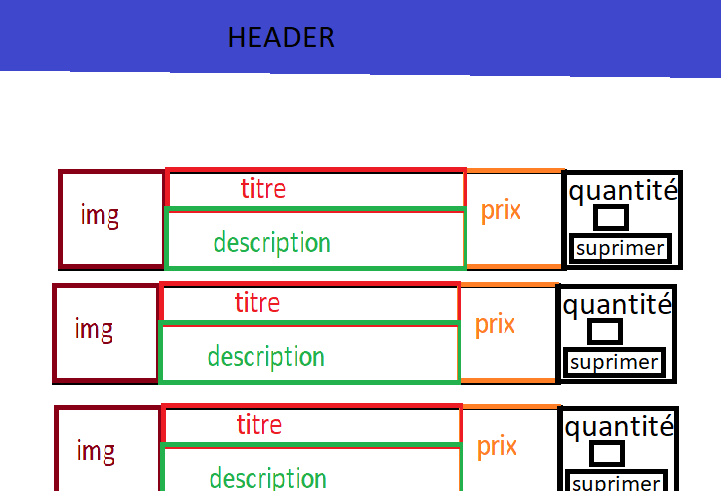 HEADER
titre
img
prix
quantité
description
suprimer
titre
img
prix
quantité
description
suprimer
titre
img
prix
quantité
description
suprimer